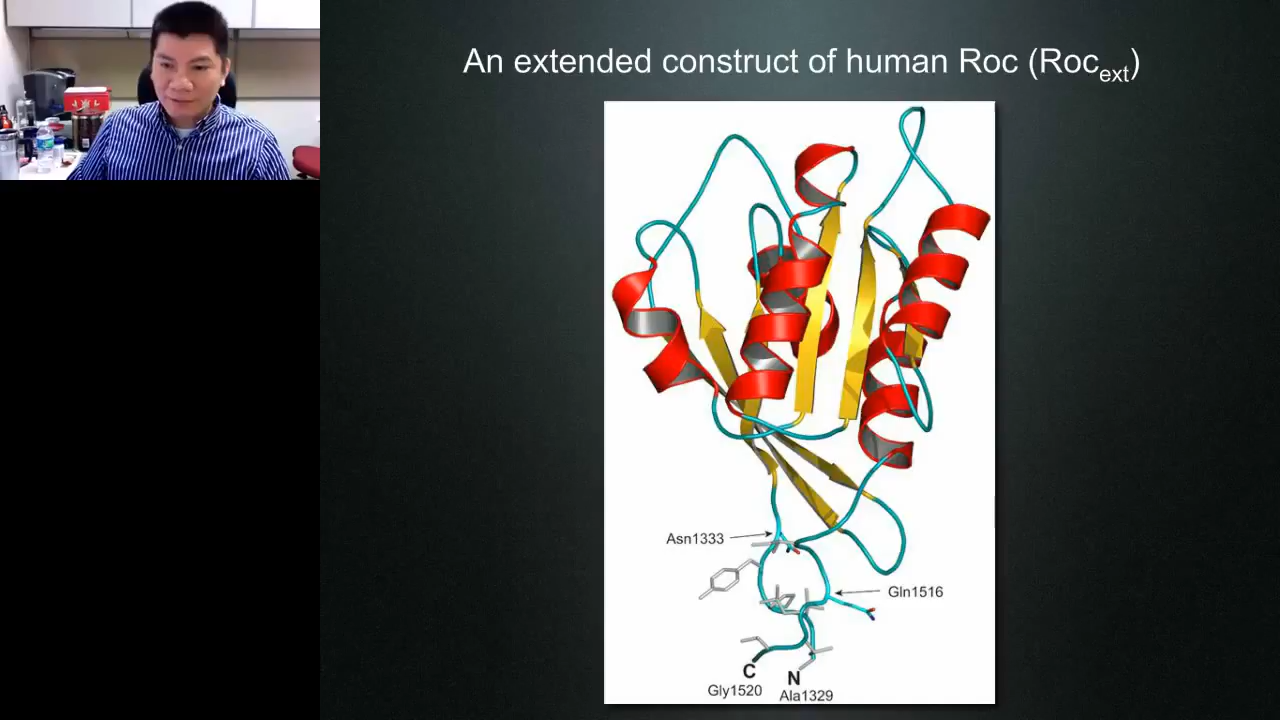 An extended construct of human Roc (Rocext)
Asn1333
Gln1516
C
N
Gly1520
Ala1329